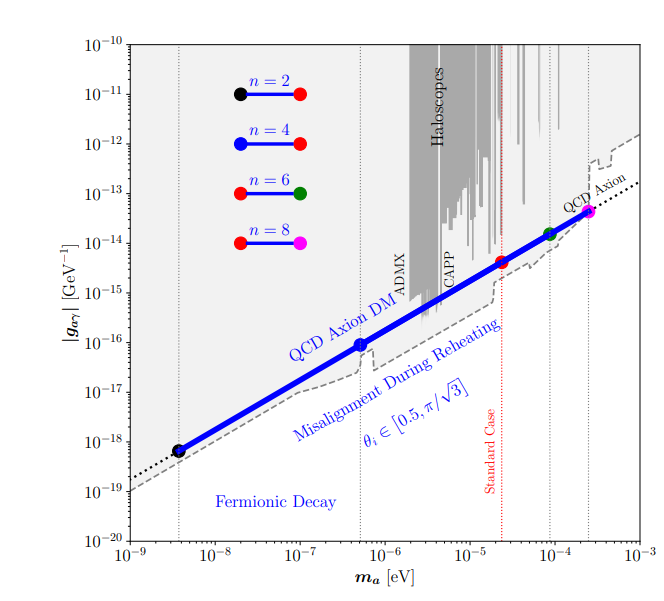 10⁻¹⁰
10⁻¹¹
10⁻¹²
10⁻¹³
10⁻¹⁴
10⁻¹⁵
10⁻¹⁶
10⁻¹⁷
10⁻¹⁸
10⁻¹⁹
10⁻²⁰
|g_{aγ}| [GeV⁻¹]
n = 2
n = 4
n = 6
n = 8
Haloscopes
ADMX
CAPP
QCD Axion
QCD Axion DM
Misalignment During Reheating
θ_i ∈ [0.5, π/√3]
Standard Case
Fermionic Decay
10⁻⁹ 10⁻⁸ 10⁻⁷ 10⁻⁶ 10⁻⁵ 10⁻⁴ 10⁻³
m_a [eV]